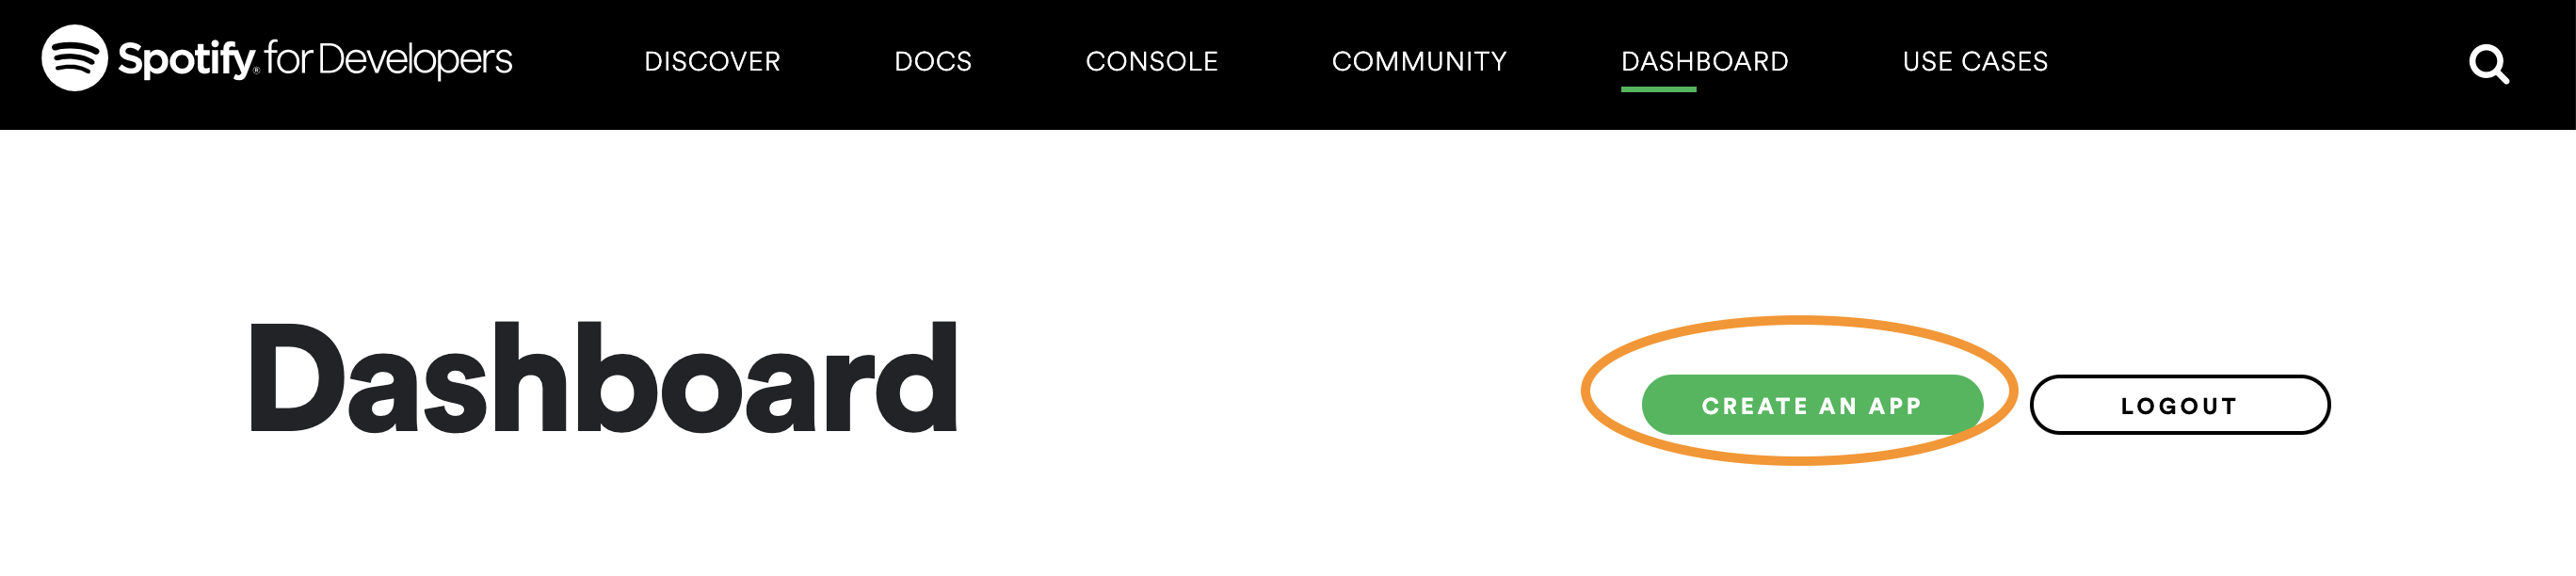 Spotify® for Developers DISCOVER DOCS CONSOLE COMMUNITY DASHBOARD USE CASES
Dashboard CREATE AN APP LOGOUT